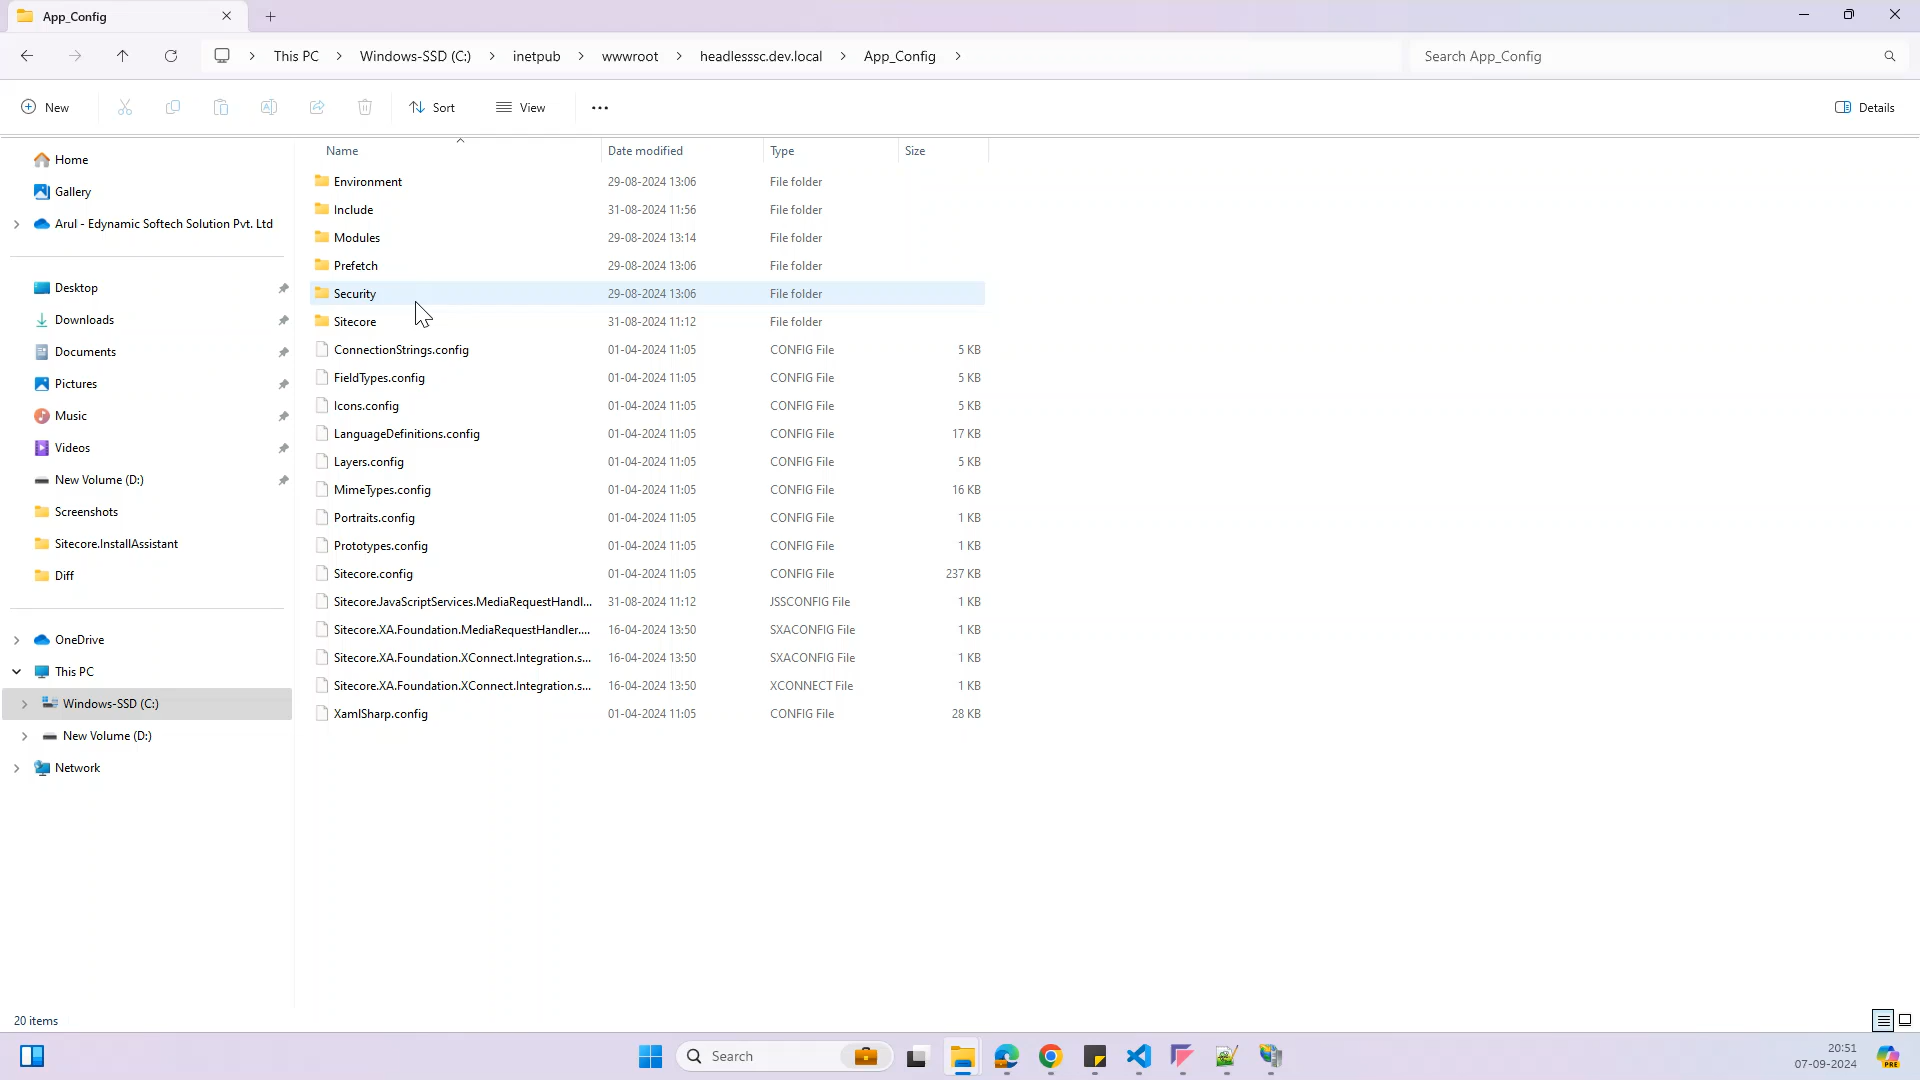 App_Config
This PC > Windows-SSD (C:) > inetpub > wwwroot > headlesssc.dev.local > App_Config >
Search App_Config
New
Sort
View
Details
Home
Gallery
Arul - Edynamic Softech Solution Pvt. Ltd
Desktop
Downloads
Documents
Pictures
Music
Videos
New Volume (D:)
Screenshots
Sitecore.InstallAssistant
Diff
OneDrive
This PC
Windows-SSD (C:)
New Volume (D:)
Network
Name Date modified Type Size
Environment 29-08-2024 13:06 File folder
Include 31-08-2024 11:56 File folder
Modules 29-08-2024 13:14 File folder
Prefetch 29-08-2024 13:06 File folder
Security 29-08-2024 13:06 File folder
Sitecore 31-08-2024 11:12 File folder
ConnectionStrings.config 01-04-2024 11:05 CONFIG File 5 KB
FieldTypes.config 01-04-2024 11:05 CONFIG File 5 KB
Icons.config 01-04-2024 11:05 CONFIG File 5 KB
LanguageDefinitions.config 01-04-2024 11:05 CONFIG File 17 KB
Layers.config 01-04-2024 11:05 CONFIG File 5 KB
MimeTypes.config 01-04-2024 11:05 CONFIG File 16 KB
Portraits.config 01-04-2024 11:05 CONFIG File 1 KB
Prototypes.config 01-04-2024 11:05 CONFIG File 1 KB
Sitecore.config 01-04-2024 11:05 CONFIG File 237 KB
Sitecore.JavaScriptServices.MediaRequestHandl... 31-08-2024 11:12 JSSCONFIG File 1 KB
Sitecore.XA.Foundation.MediaRequestHandler.... 16-04-2024 13:50 SXACONFIG File 1 KB
Sitecore.XA.Foundation.XConnect.Integration.s... 16-04-2024 13:50 SXACONFIG File 1 KB
Sitecore.XA.Foundation.XConnect.Integration.s... 16-04-2024 13:50 XCONNECT File 1 KB
XamlSharp.config 01-04-2024 11:05 CONFIG File 28 KB
20 items
Search
20:51
07-09-2024
PRE